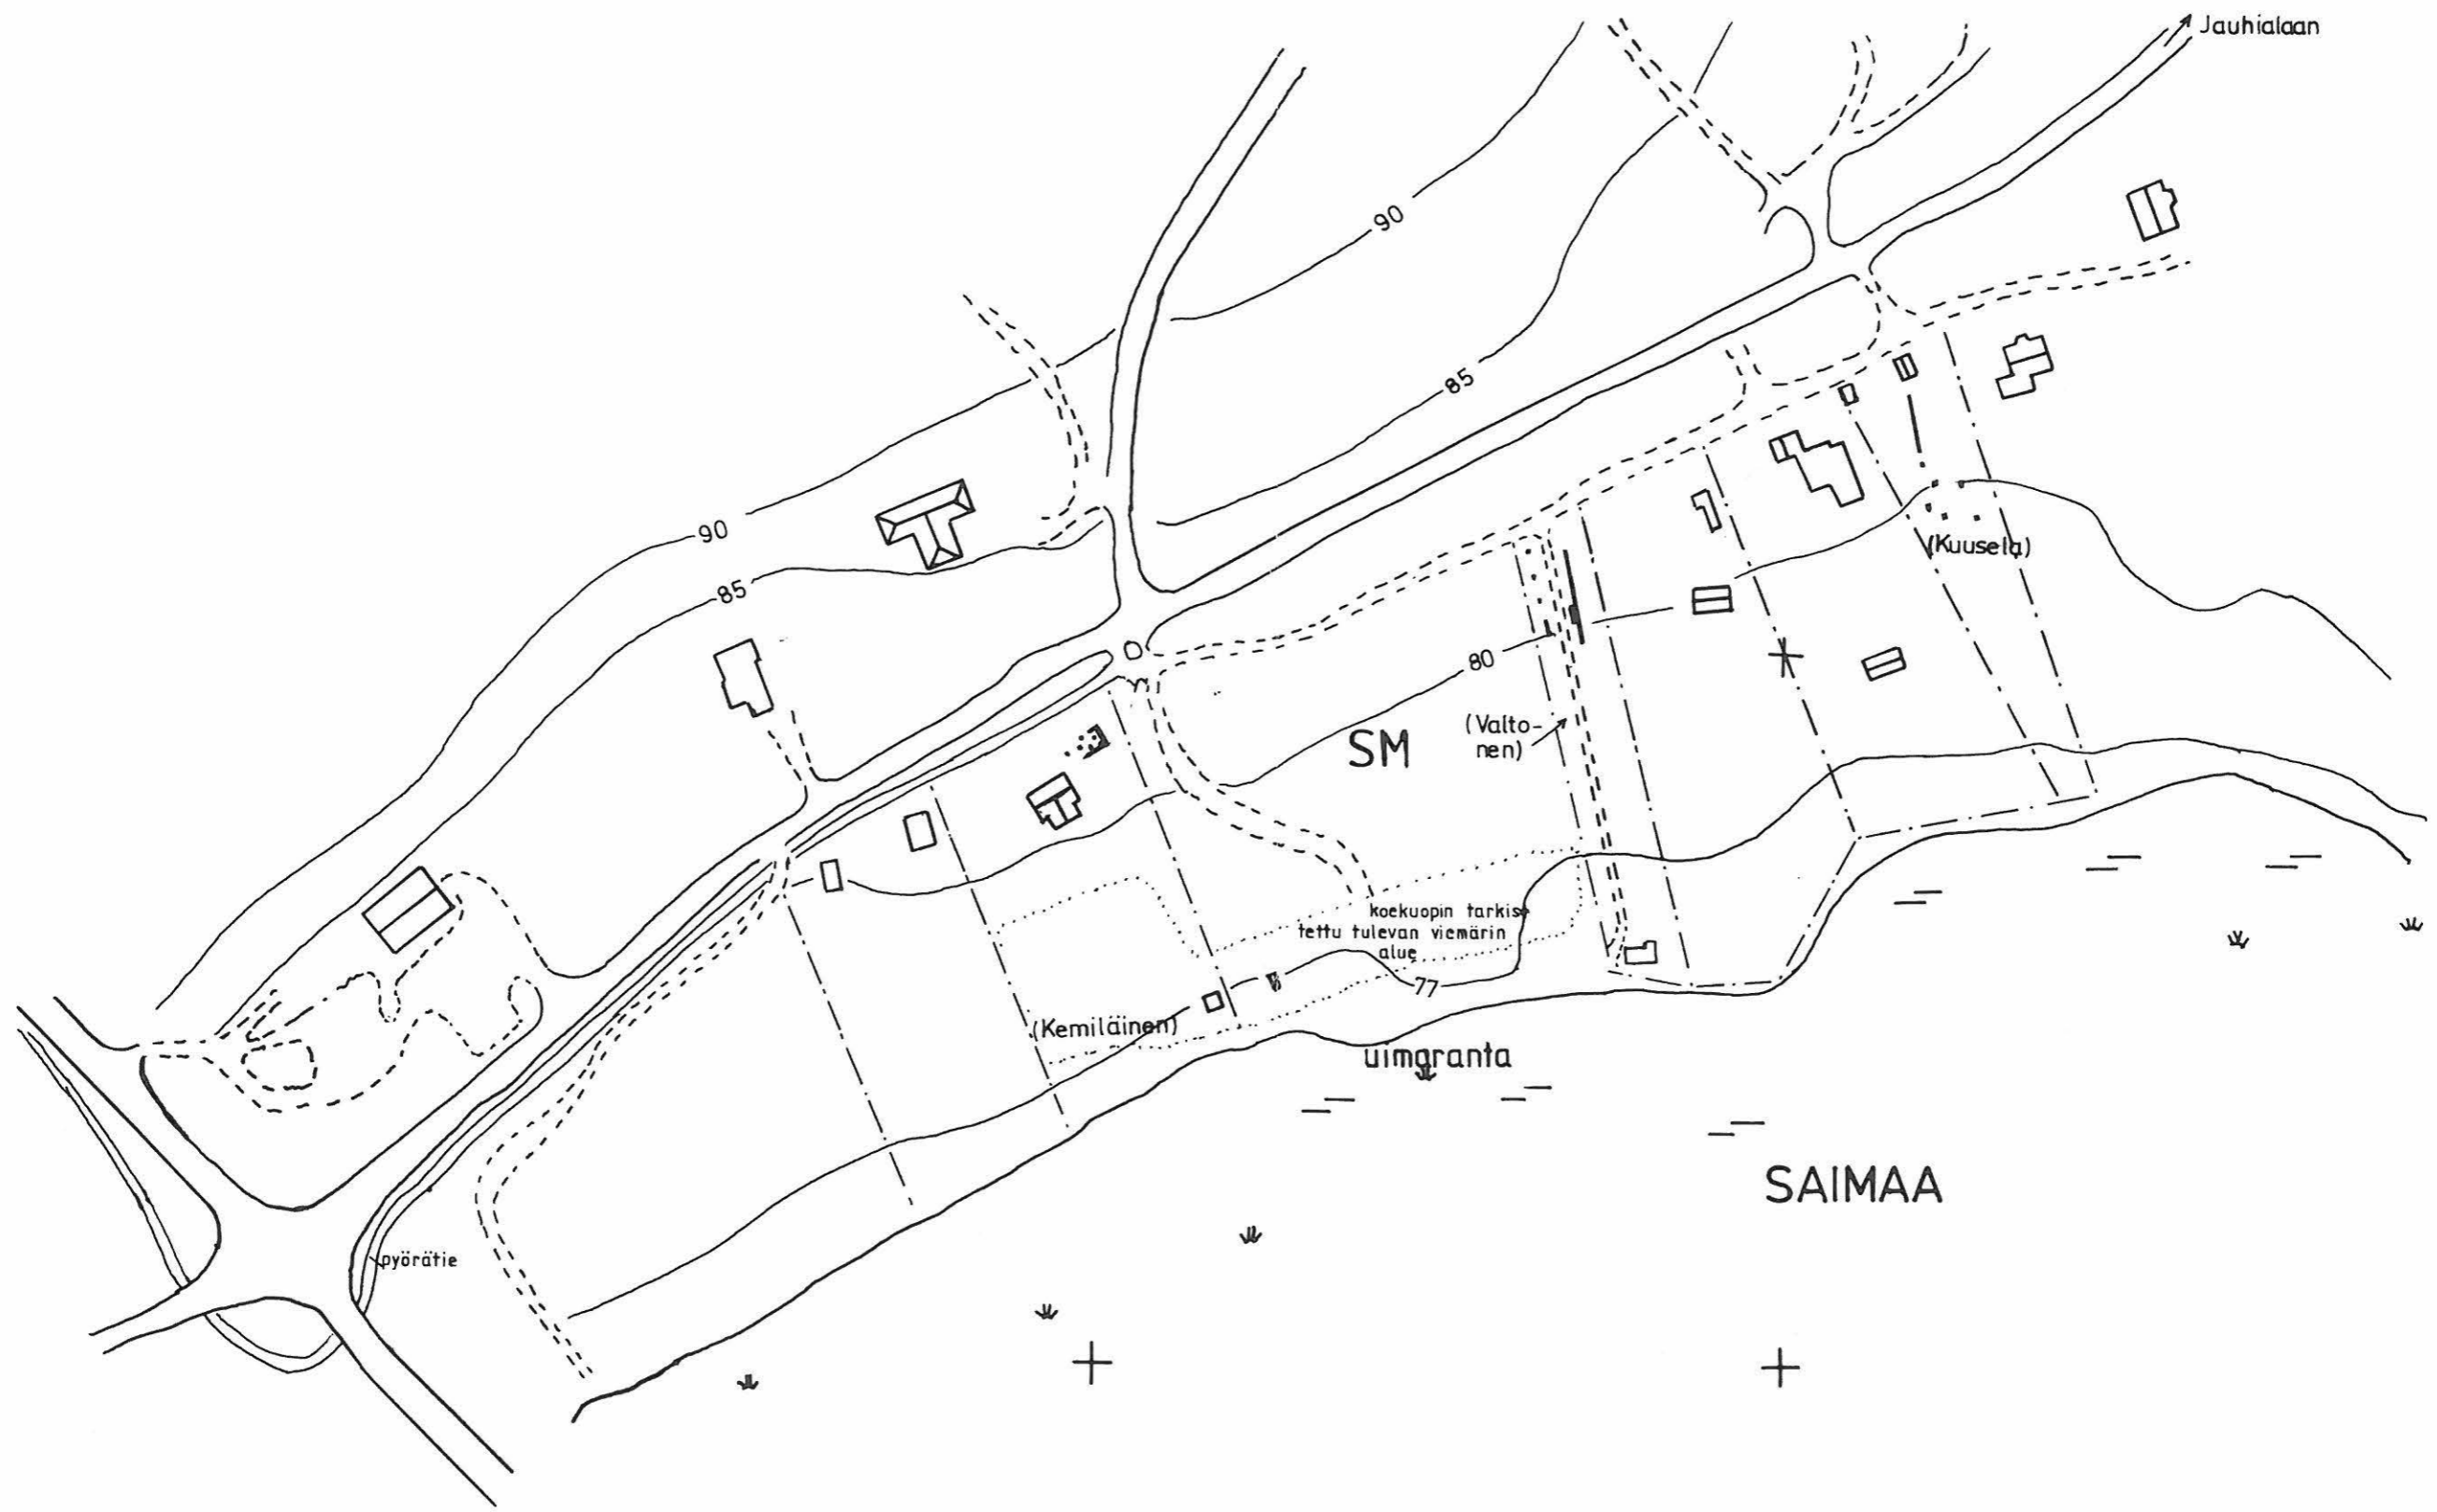 Jauhialaan
90
85
90
85
(Kuusela)
80
(Valto-
nen)
SM
koekuopin tarkis-
tettu tulevan viemärin
alue
77
(Kemiläinen)
uimaranta
SAIMAA
pyörätie